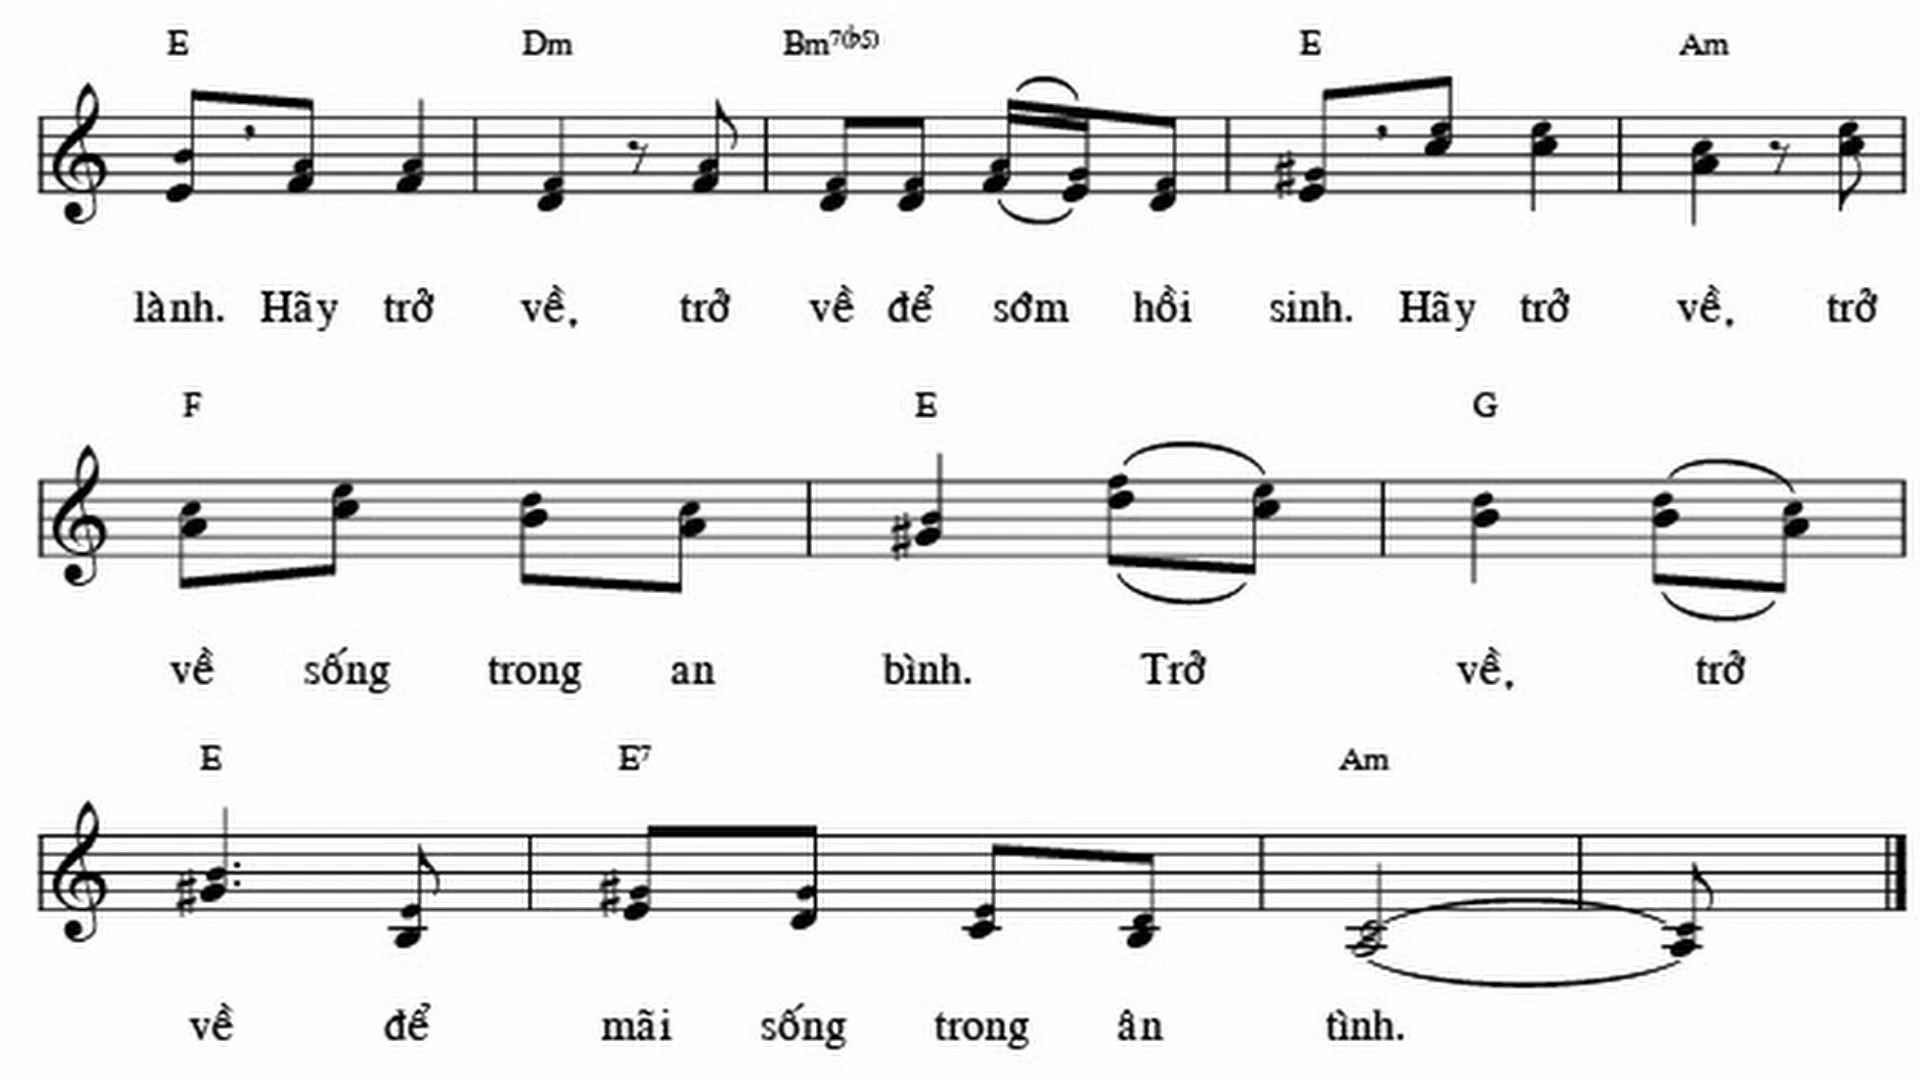 E Dm Bm7(b5) E Am
lành. Hãy trở về, trở về để sớm hồi sinh. Hãy trở về, trở
F E G
về sống trong an bình. Trở về, trở
E E7 Am
về để mãi sống trong ân tình.